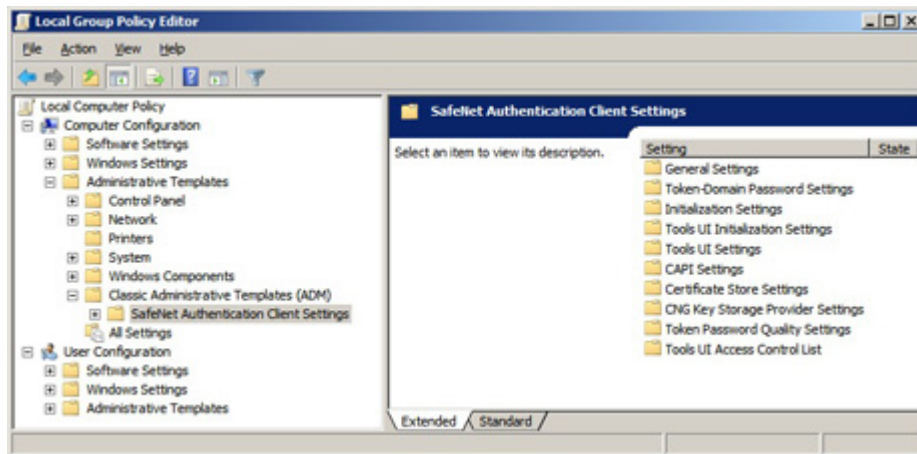 Local Group Policy Editor
File Action View Help
Local Computer Policy
Computer Configuration
Software Settings
Windows Settings
Administrative Templates
Control Panel
Network
Printers
System
Windows Components
Classic Administrative Templates (ADM)
SafeNet Authentication Client Settings
All Settings
User Configuration
Software Settings
Windows Settings
Administrative Templates
SafeNet Authentication Client Settings
Select an item to view its description.
Setting State
General Settings
Token-Domain Password Settings
Initialization Settings
Tools UI Initialization Settings
Tools UI Settings
CAPI Settings
Certificate Store Settings
CNG Key Storage Provider Settings
Token Password Quality Settings
Tools UI Access Control List
Extended Standard